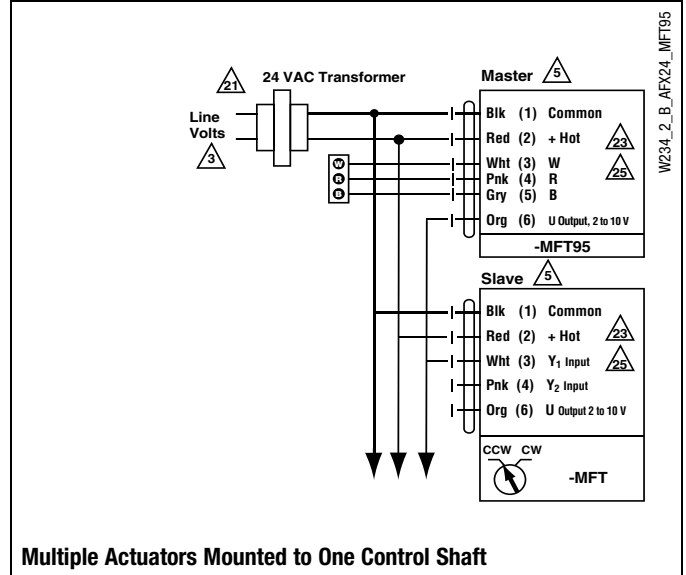 W234_2_B_AFX24_MFT95
21
24 VAC Transformer
Line
Volts
3
Master 5
Blk (1) Common
Red (2) + Hot 23
Wht (3) W 25
Pnk (4) R
Gry (5) B
Org (6) U Output, 2 to 10 V
W
R
B
-MFT95
Slave 5
Blk (1) Common
Red (2) + Hot 23
Wht (3) Y₁ Input 25
Pnk (4) Y₂ Input
Org (6) U Output 2 to 10 V
CCW CW
-MFT
Multiple Actuators Mounted to One Control Shaft